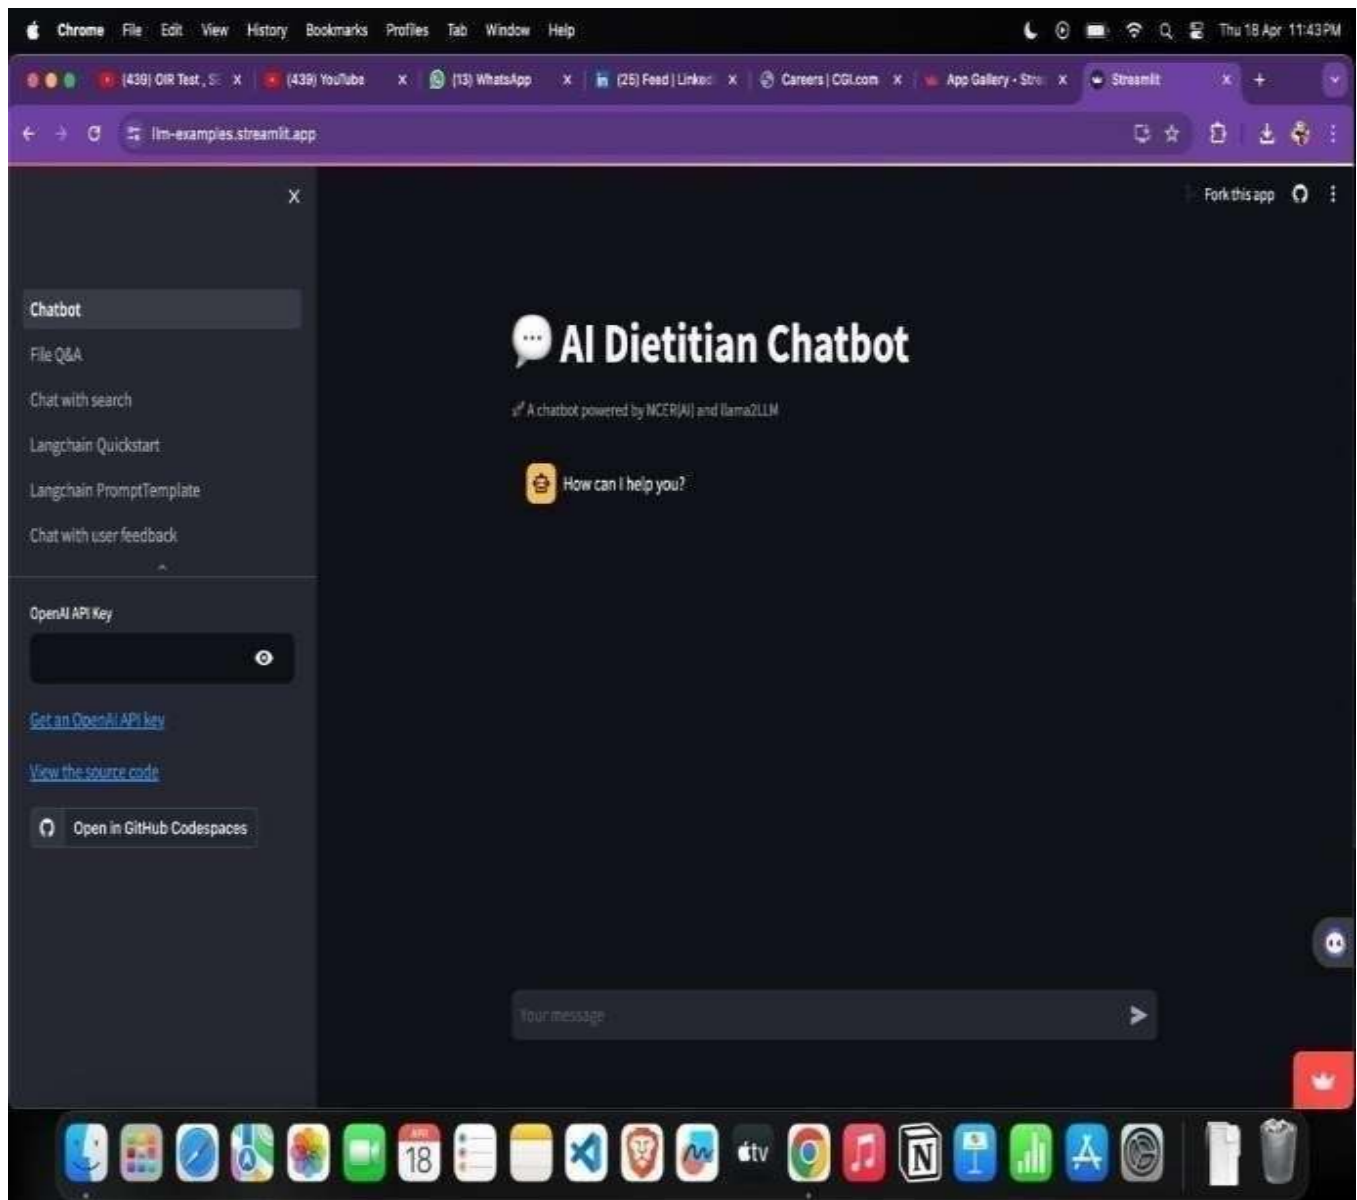 Chrome File Edit View History Bookmarks Profiles Tab Window Help Thu 18 Apr 11:43 PM
(439) OIR Test, S (439) YouTube (13) WhatsApp (25) Feed | Linked Careers | CGI.com App Gallery - Stre Streamlit
llm-examples.streamlit.app
X
Fork this app
Chatbot
File Q&A
Chat with search
Langchain Quickstart
Langchain PromptTemplate
Chat with user feedback
OpenAI API Key
Get an OpenAI API key
View the source code
Open in GitHub Codespaces
AI Dietitian Chatbot
A chatbot powered by NCER[AI] and llama2LLM
How can I help you?
Your message
APR
18
tv
N